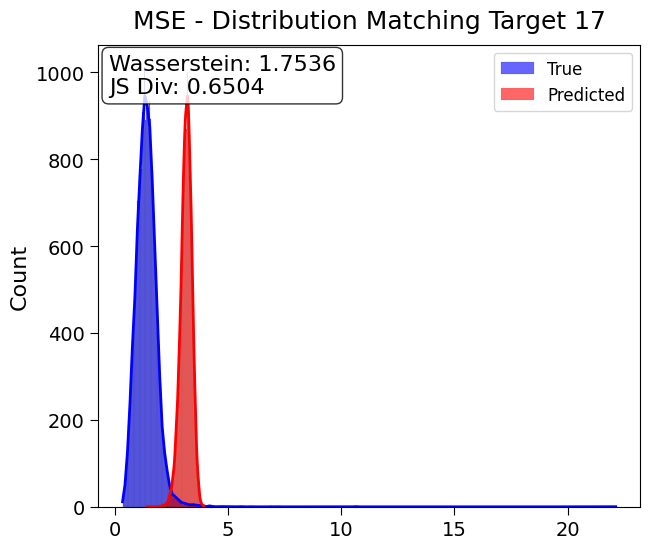 MSE - Distribution Matching Target 17
Wasserstein: 1.7536
JS Div: 0.6504
True
Predicted
Count
1000
800
600
400
200
0
0 5 10 15 20